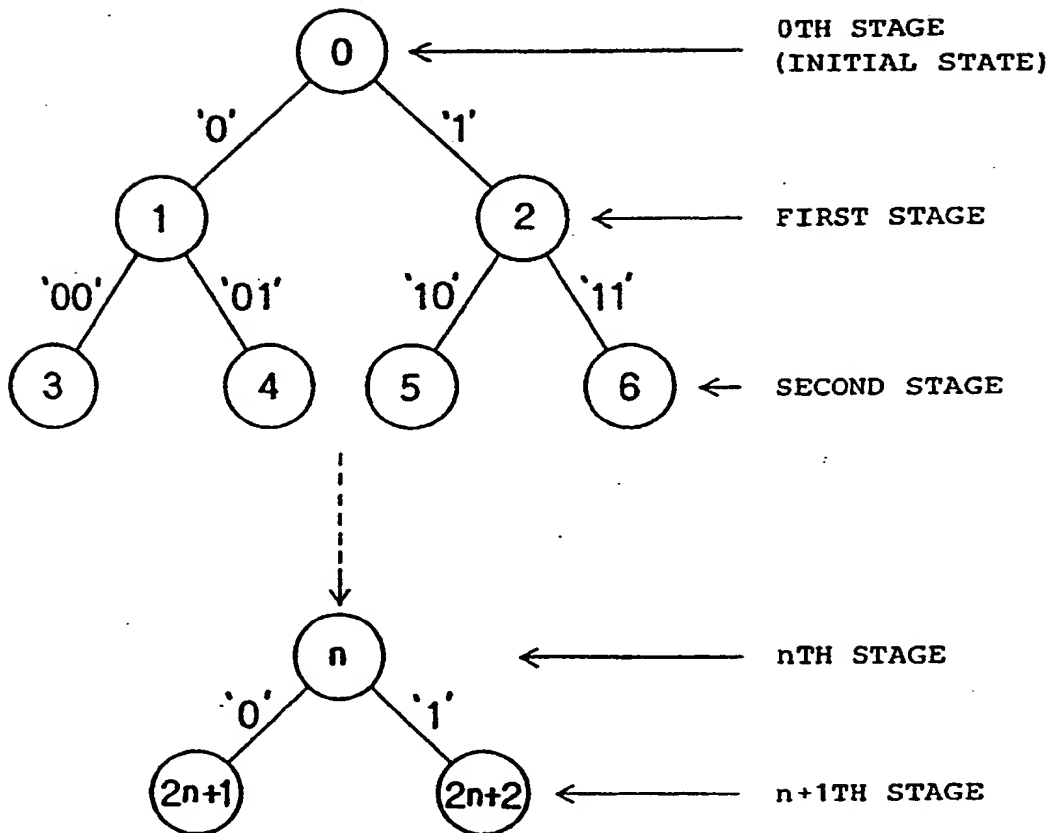 0
0TH STAGE
(INITIAL STATE)
'0'
'1'
1
2
FIRST STAGE
'00'
'01'
'10'
'11'
3
4
5
6
SECOND STAGE
n
nTH STAGE
'0'
'1'
2n+1
2n+2
n+1TH STAGE